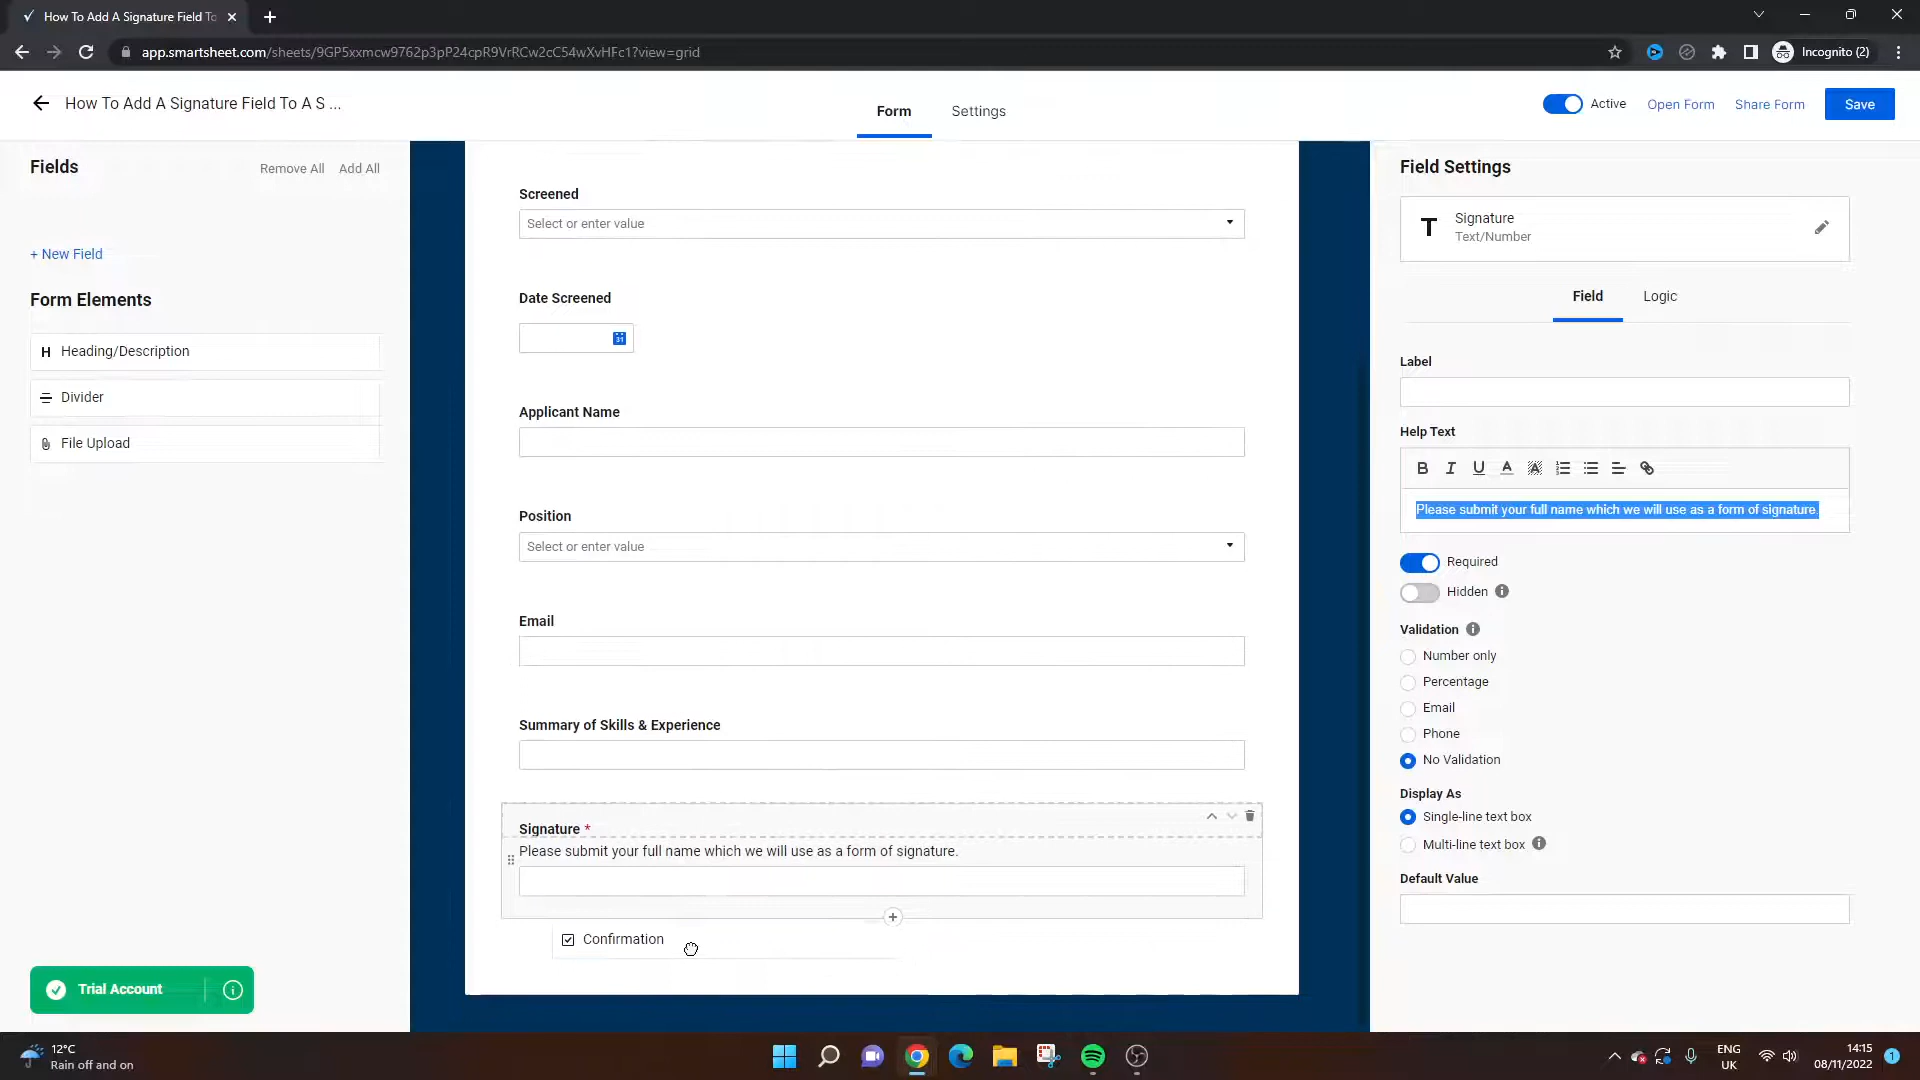 How To Add A Signature Field To
app.smartsheet.com/sheets/9GP5xxmcw9762p3pP24cpR9VrRCw2cC54wXvHFc1?view=grid
Incognito (2)
How To Add A Signature Field To A S ...
Form
Settings
Active
Open Form
Share Form
Save
Fields
Remove All
Add All
+ New Field
Form Elements
H Heading/Description
Divider
File Upload
Trial Account
Screened
Select or enter value
Date Screened
31
Applicant Name
Position
Select or enter value
Email
Summary of Skills & Experience
Signature *
Please submit your full name which we will use as a form of signature.
Confirmation
Field Settings
T Signature
Text/Number
Field
Logic
Label
Help Text
B I U A A
Please submit your full name which we will use as a form of signature.
Required
Hidden
Validation
Number only
Percentage
Email
Phone
No Validation
Display As
Single-line text box
Multi-line text box
Default Value
12°C
Rain off and on
ENG
UK
14:15
08/11/2022
1